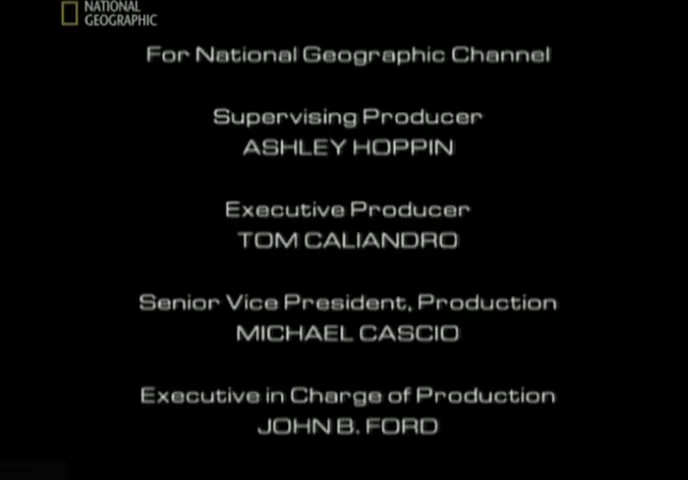 NATIONAL
GEOGRAPHIC
For National Geographic Channel
Supervising Producer
ASHLEY HOPPIN
Executive Producer
TOM CALIANDRO
Senior Vice President, Production
MICHAEL CASCIO
Executive in Charge of Production
JOHN B. FORD